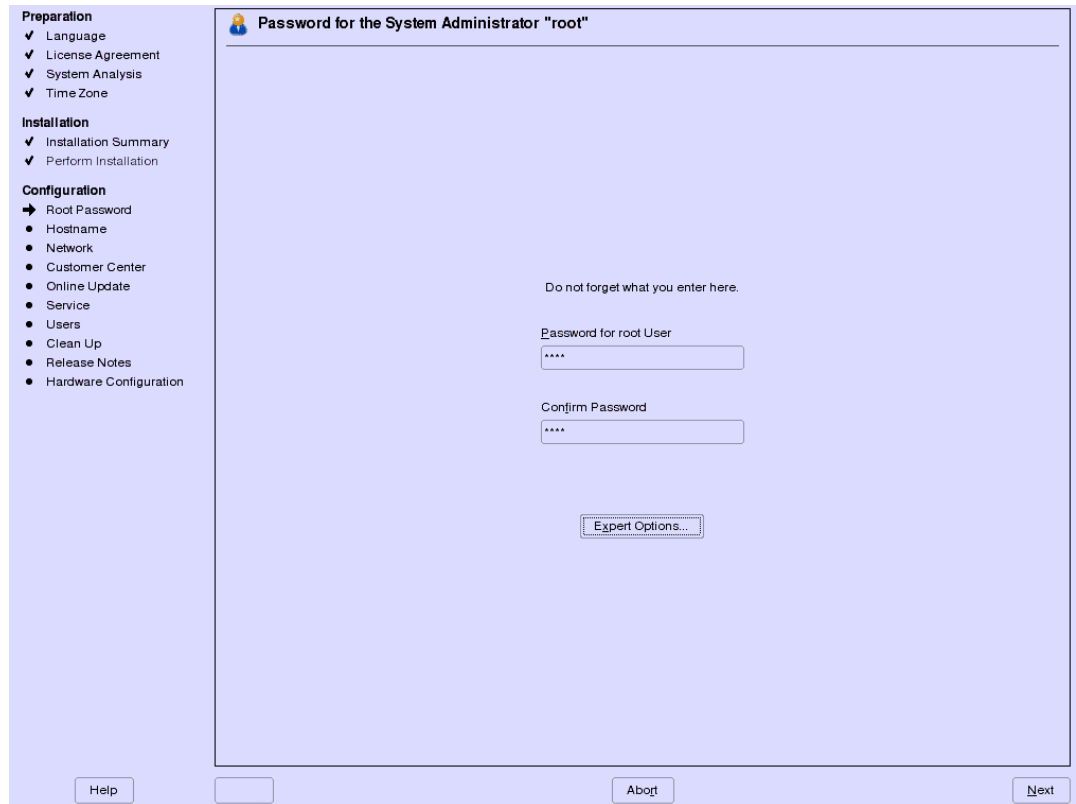 Preparation
Language
License Agreement
System Analysis
Time Zone
Installation
Installation Summary
Perform Installation
Configuration
Root Password
Hostname
Network
Customer Center
Online Update
Service
Users
Clean Up
Release Notes
Hardware Configuration
Password for the System Administrator "root"
Do not forget what you enter here.
Password for root User
****
Confirm Password
****
Expert Options...
Help
Abort
Next